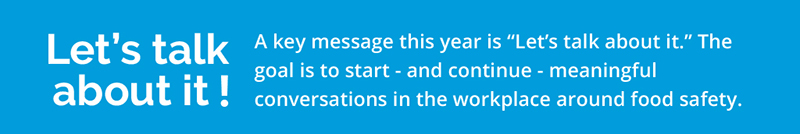 Let’s talk
about it !
A key message this year is “Let’s talk about it.” The
goal is to start - and continue - meaningful
conversations in the workplace around food safety.